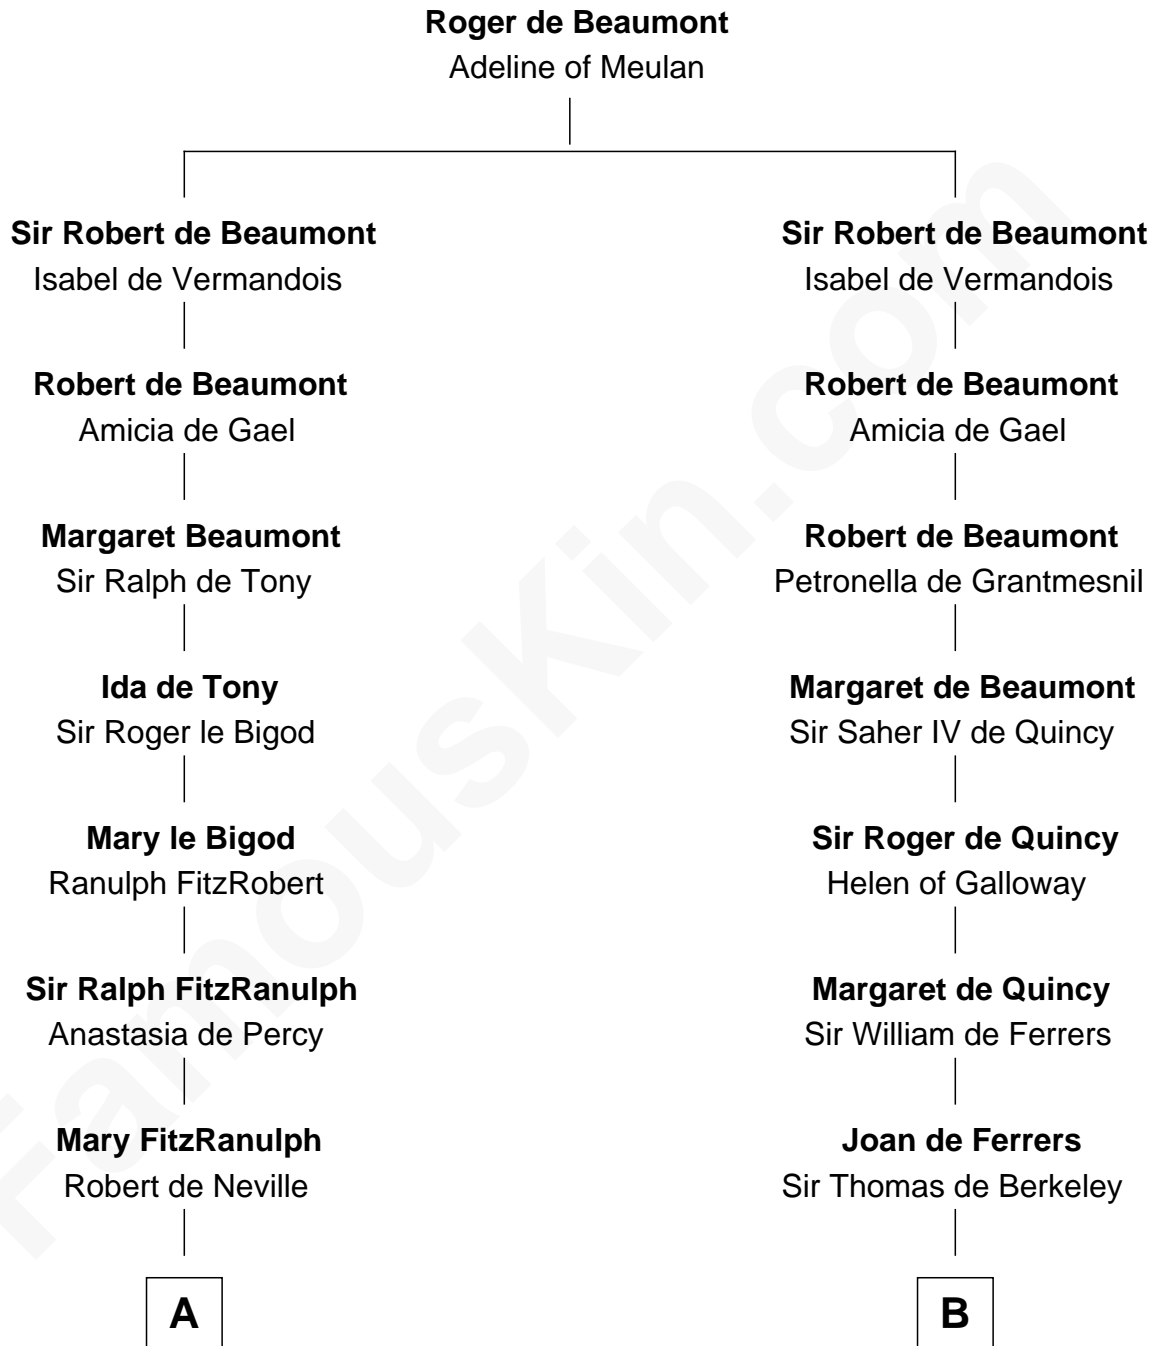 Roger de Beaumont
Adeline of Meulan
Sir Robert de Beaumont
Isabel de Vermandois
Sir Robert de Beaumont
Isabel de Vermandois
Robert de Beaumont
Amicia de Gael
Robert de Beaumont
Amicia de Gael
Margaret Beaumont
Sir Ralph de Tony
Robert de Beaumont
Petronella de Grantmesnil
Ida de Tony
Sir Roger le Bigod
Margaret de Beaumont
Sir Saher IV de Quincy
Mary le Bigod
Ranulph FitzRobert
Sir Roger de Quincy
Helen of Galloway
Sir Ralph FitzRanulph
Anastasia de Percy
Margaret de Quincy
Sir William de Ferrers
Mary FitzRanulph
Robert de Neville
Joan de Ferrers
Sir Thomas de Berkeley
A
B
FamousKin.com